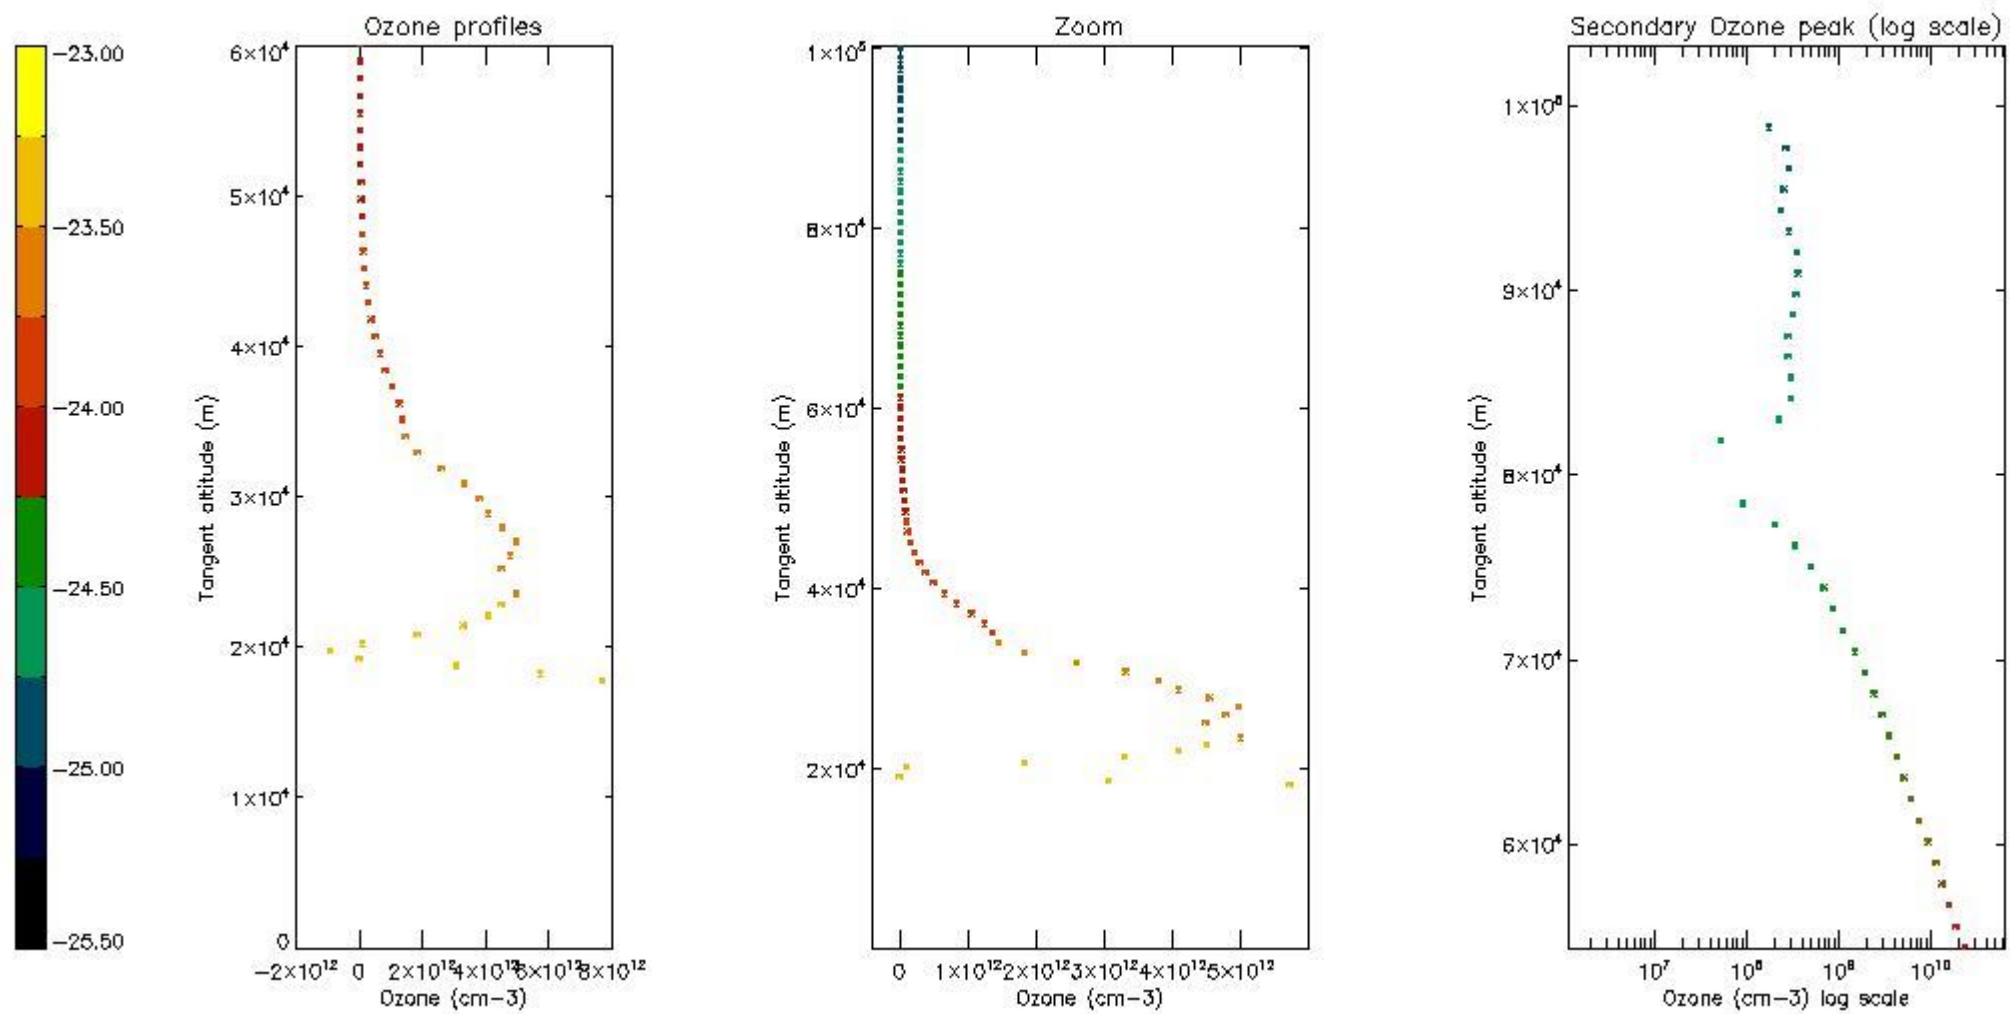 Ozone profiles
Zoom
Secondary Ozone peak (log scale)
−23.00
−23.50
−24.00
−24.50
−25.00
−25.50
6×10⁴
5×10⁴
4×10⁴
3×10⁴
2×10⁴
1×10⁴
0
Tangent altitude (m)
−2×10¹² 0 2×10¹² 4×10¹² 6×10¹² 8×10¹²
Ozone (cm−3)
1×10⁵
8×10⁴
6×10⁴
4×10⁴
2×10⁴
Tangent altitude (m)
0 1×10¹² 2×10¹² 3×10¹² 4×10¹² 5×10¹²
Ozone (cm−3)
1×10⁵
9×10⁴
8×10⁴
7×10⁴
6×10⁴
Tangent altitude (m)
10⁷ 10⁸ 10⁹ 10¹⁰
Ozone (cm−3) log scale